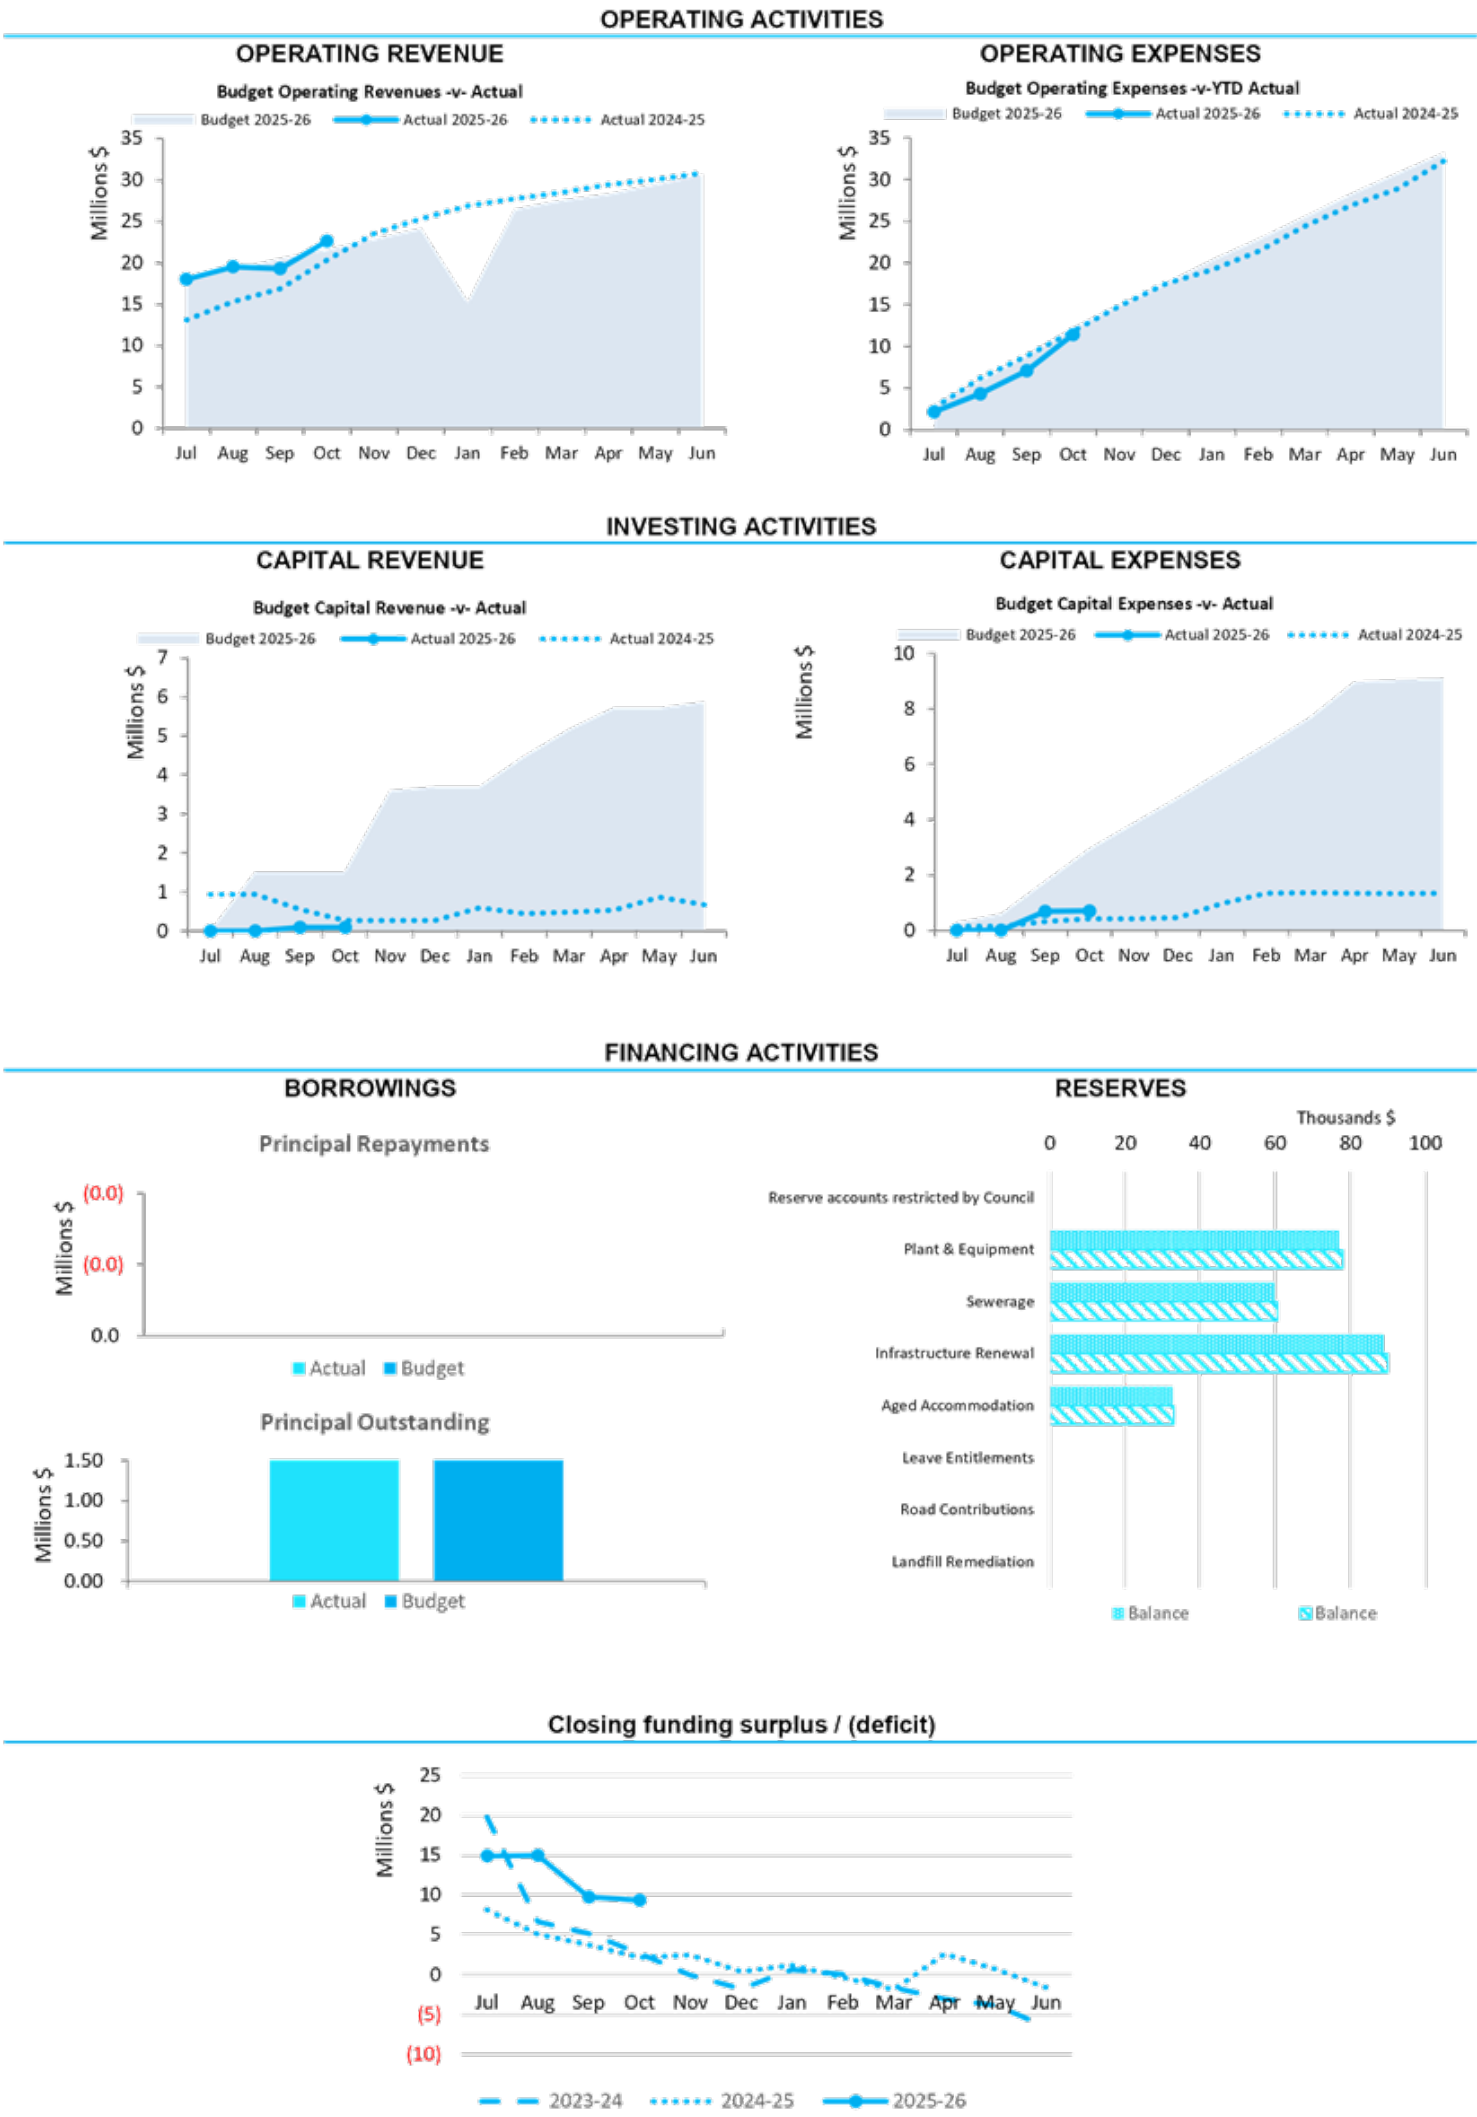 OPERATING ACTIVITIES
OPERATING REVENUE
Budget Operating Revenues -v- Actual
Budget 2025-26 Actual 2025-26 Actual 2024-25
Millions $
35
30
25
20
15
10
5
0
Jul Aug Sep Oct Nov Dec Jan Feb Mar Apr May Jun
OPERATING EXPENSES
Budget Operating Expenses -v-YTD Actual
Budget 2025-26 Actual 2025-26 Actual 2024-25
Millions $
35
30
25
20
15
10
5
0
Jul Aug Sep Oct Nov Dec Jan Feb Mar Apr May Jun
INVESTING ACTIVITIES
CAPITAL REVENUE
Budget Capital Revenue -v- Actual
Budget 2025-26 Actual 2025-26 Actual 2024-25
Millions $
7
6
5
4
3
2
1
0
Jul Aug Sep Oct Nov Dec Jan Feb Mar Apr May Jun
CAPITAL EXPENSES
Budget Capital Expenses -v- Actual
Budget 2025-26 Actual 2025-26 Actual 2024-25
Millions $
10
8
6
4
2
0
Jul Aug Sep Oct Nov Dec Jan Feb Mar Apr May Jun
FINANCING ACTIVITIES
BORROWINGS
Principal Repayments
Millions $
(0.0)
(0.0)
0.0
Actual Budget
Principal Outstanding
Millions $
1.50
1.00
0.50
0.00
Actual Budget
RESERVES
Thousands $
0 20 40 60 80 100
Reserve accounts restricted by Council
Plant & Equipment
Sewerage
Infrastructure Renewal
Aged Accommodation
Leave Entitlements
Road Contributions
Landfill Remediation
Balance Balance
Closing funding surplus / (deficit)
Millions $
25
20
15
10
5
0
(5)
(10)
Jul Aug Sep Oct Nov Dec Jan Feb Mar Apr May Jun
2023-24 2024-25 2025-26